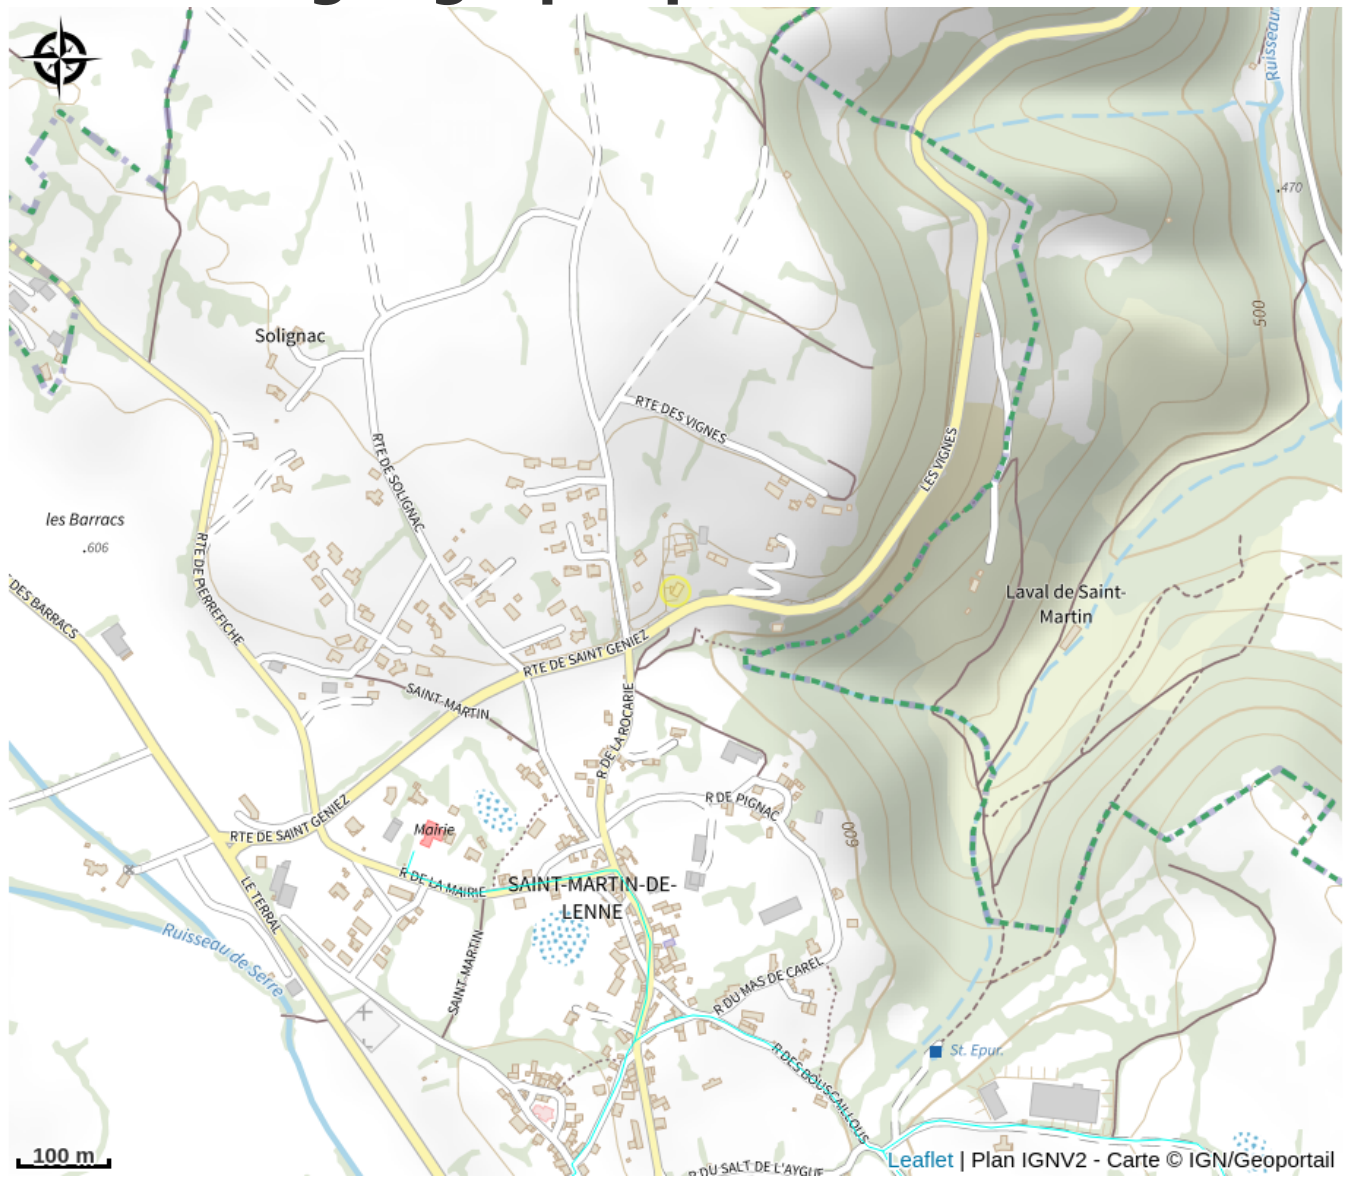 Ruisseau
470
500
Solignac
RTE DES VIGNES
RTE DE SOLIGNAC
LES VIGNES
les Barracs
606
RTE DE PIERREFICHE
DES BARRACS
Laval de Saint-
Martin
RTE DE SAINT GENIEZ
SAINT-MARTIN
R DE LA ROCARIE
R DE PIGNAC
600
RTE DE SAINT GENIEZ
Mairie
R DE LA MAIRIE
SAINT-MARTIN-DE-
LENNE
LE TERRAL
Ruisseau de Serre
SAINT-MARTIN
R DU MAS DE CAREL
R DES BOUSCAILLOUS
St. Epur.
100 m
R DU SALT DE L'AYGUE
Leaflet | Plan IGNV2 - Carte © IGN/Geoportail